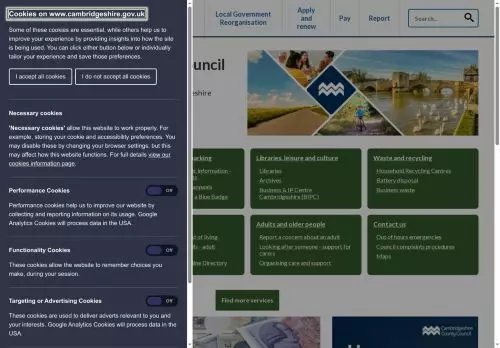 Cookies on www.cambridgeshire.gov.uk
Some of these cookies are essential, while others help us to
improve your experience by providing insights into how the site
is being used. You can click either button below or individually
tailor your experience and save those preferences.
I accept all cookies
I do not accept all cookies
Necessary cookies
'Necessary cookies' allow this website to work properly. For
example, storing your cookie and accessibility preferences. You
may disable these by changing your browser settings, but this
may affect how this website functions. For full details view our
cookies information page.
Performance Cookies
Off
Performance cookies help us to improve our website by
collecting and reporting information on its usage. Google
Analytics Cookies will process data in the USA.
Functionality Cookies
Off
These cookies allow the website to remember choices you
make, during your session.
Targeting or Advertising Cookies
Off
These cookies are used to deliver adverts relevant to you and
your interests. Google Analytics Cookies will process data in the
USA.
Local Government
Reorganisation
Apply
and
renew
Pay
Report
Search...
ouncil
eshire
arking
Libraries, leisure and culture
Libraries
Archives
Business & IP Centre
Cambridgeshire (BIPC)
Waste and recycling
Household Recycling Centres
Battery disposal
Business waste
a Blue Badge
of living
adult
ine Directory
Adults and older people
Report a concern about an adult
Looking after someone - support for
carers
Organising care and support
Contact us
Out of hours emergencies
Council complaints procedures
Maps
Find more services
Cambridgeshire
County Council